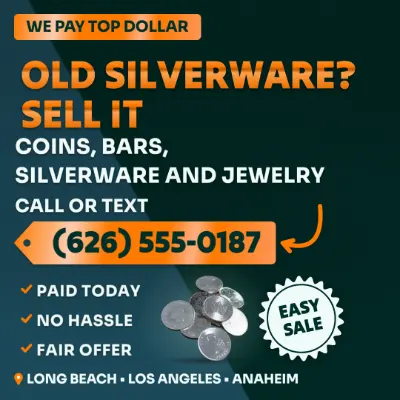 WE PAY TOP DOLLAR
OLD SILVERWARE?
SELL IT
COINS, BARS,
SILVERWARE AND JEWELRY
CALL OR TEXT
(626) 555-0187
PAID TODAY
NO HASSLE
FAIR OFFER
EASY
SALE
LONG BEACH • LOS ANGELES • ANAHEIM